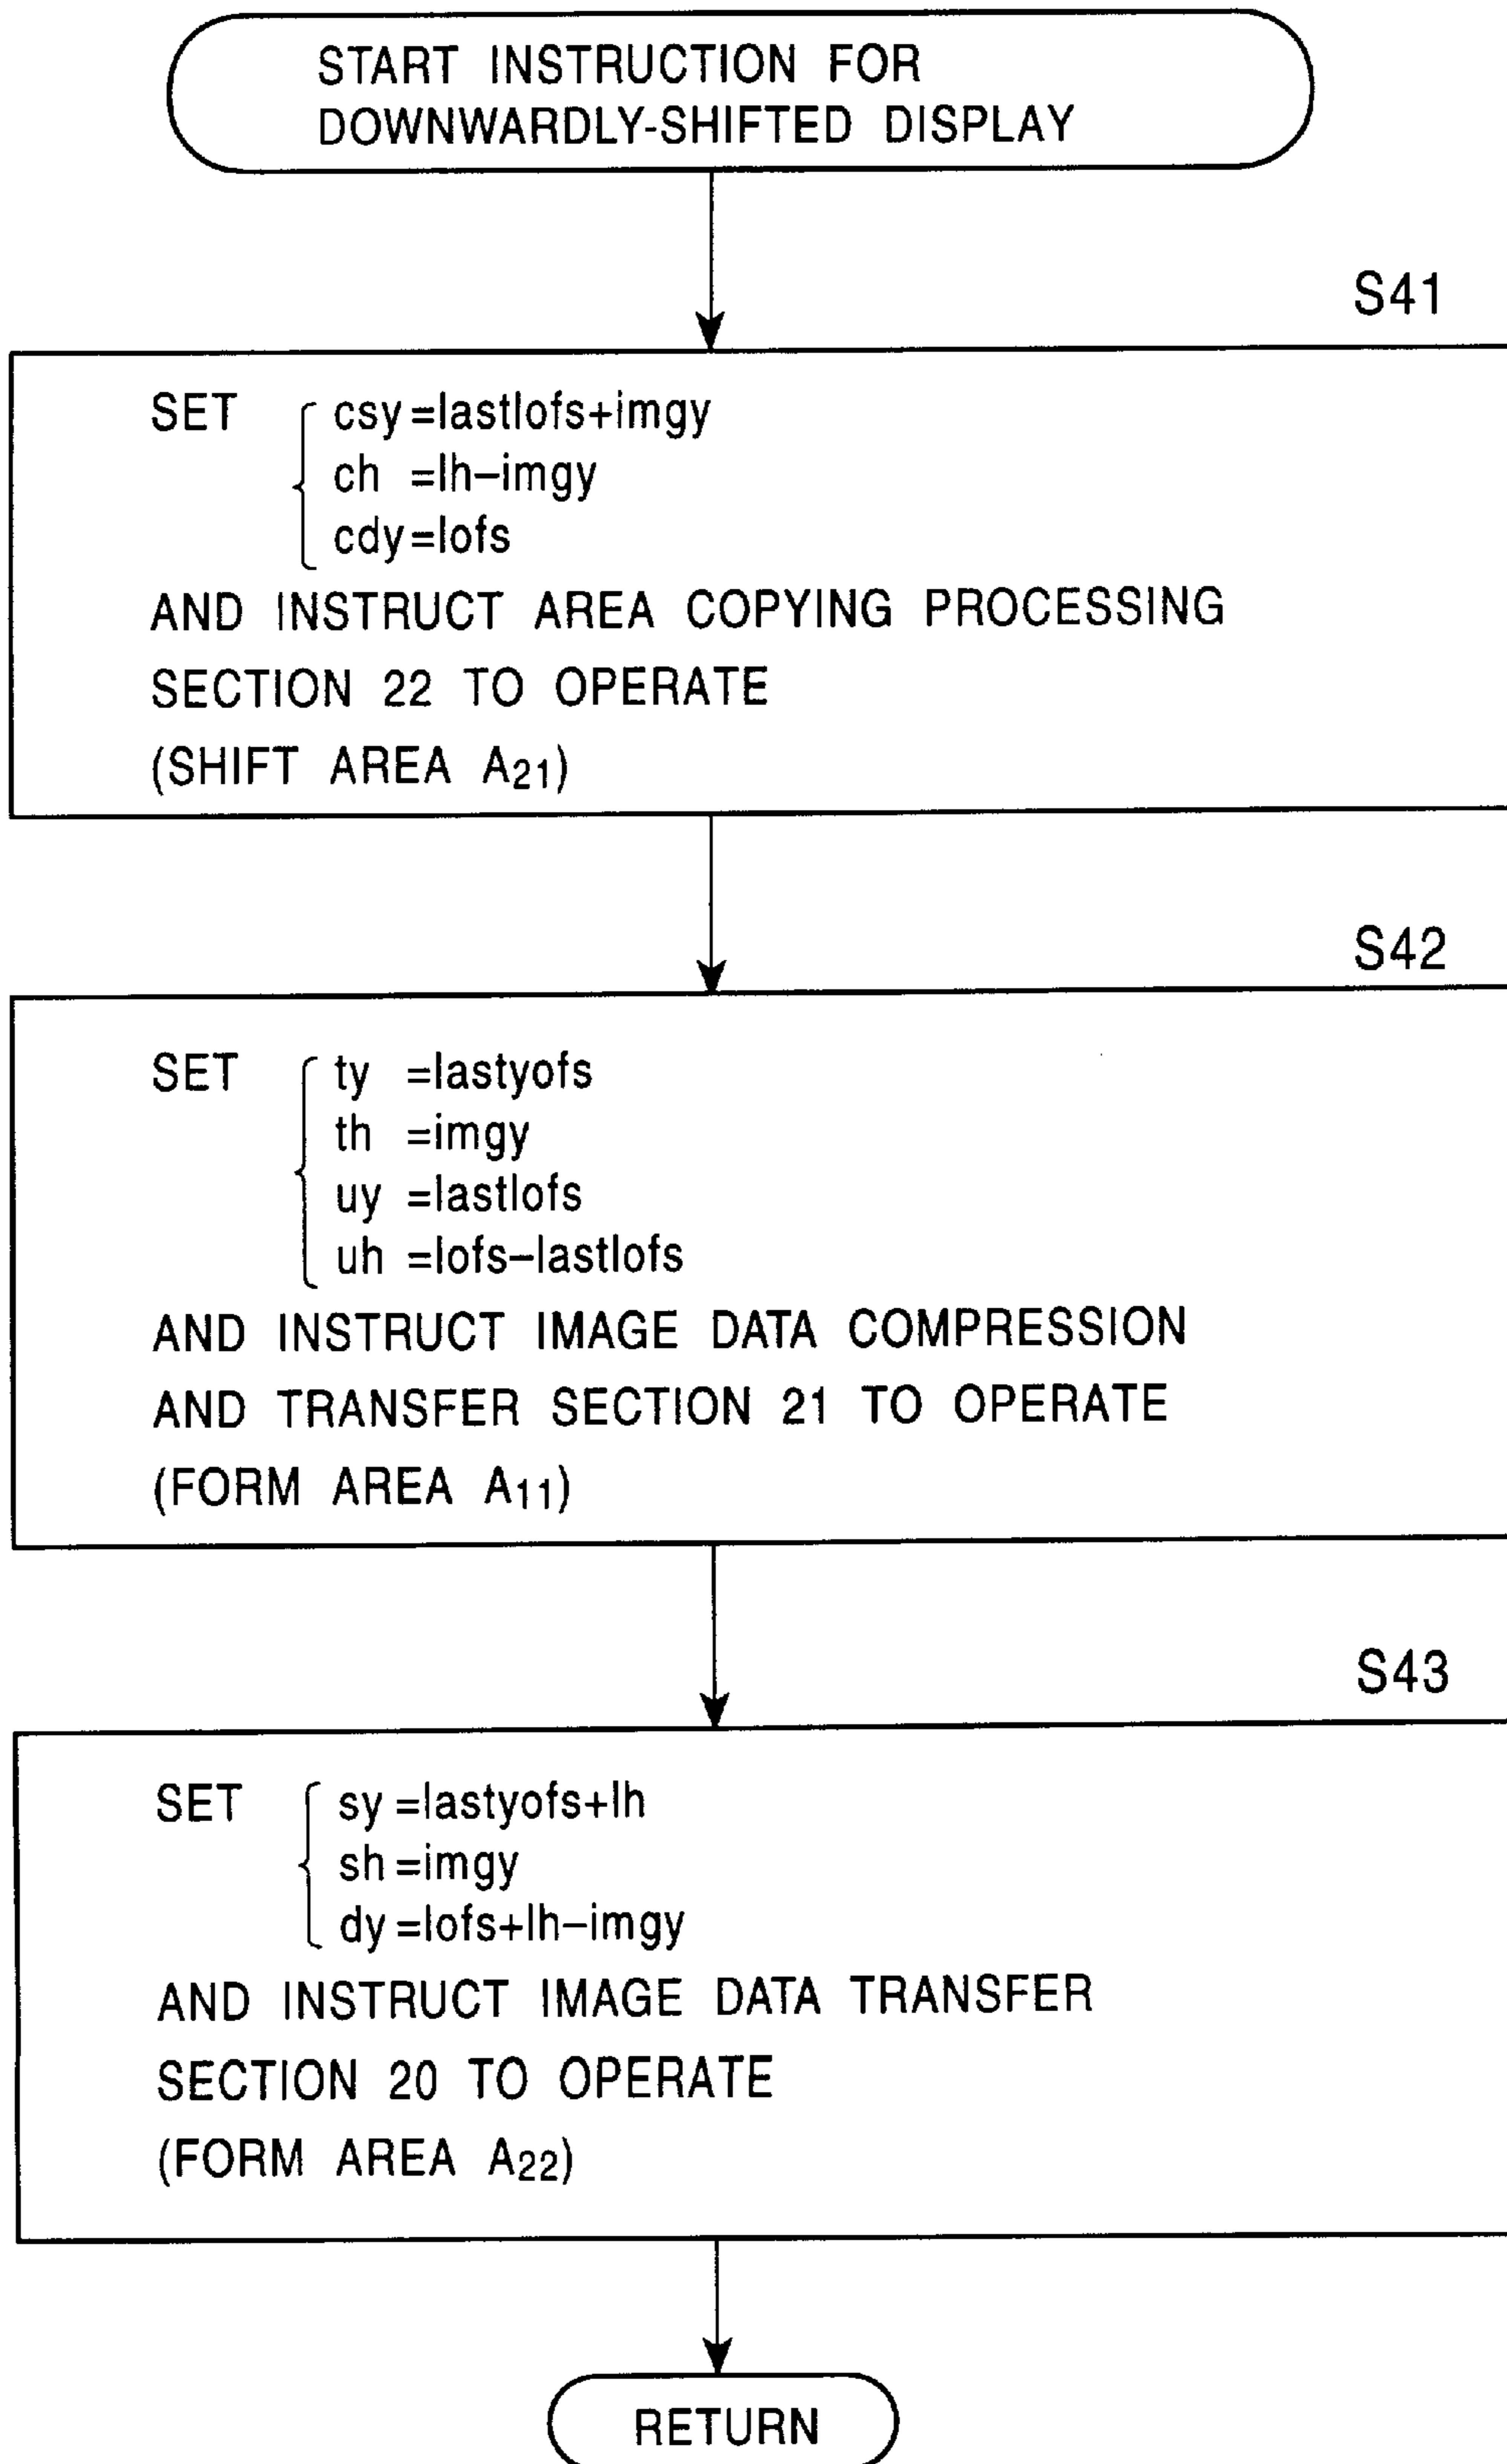 START INSTRUCTION FOR
DOWNWARDLY-SHIFTED DISPLAY
S41
SET csy=lastlofs+imgy
ch =lh–imgy
cdy=lofs
AND INSTRUCT AREA COPYING PROCESSING
SECTION 22 TO OPERATE
(SHIFT AREA A21)
S42
SET ty =lastyofs
th =imgy
uy =lastlofs
uh =lofs–lastlofs
AND INSTRUCT IMAGE DATA COMPRESSION
AND TRANSFER SECTION 21 TO OPERATE
(FORM AREA A11)
S43
SET sy=lastyofs+lh
sh=imgy
dy=lofs+lh–imgy
AND INSTRUCT IMAGE DATA TRANSFER
SECTION 20 TO OPERATE
(FORM AREA A22)
RETURN